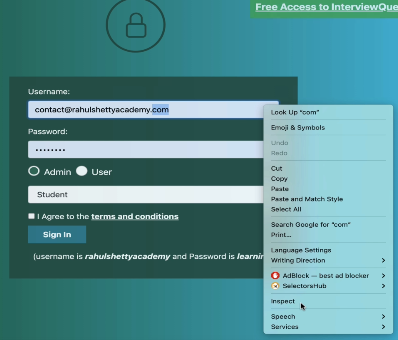 Free Access to InterviewQue
Username:
contact@rahulshettyacademy.com
Password:
Admin User
Student
I Agree to the terms and conditions
Sign In
(username is rahulshettyacademy and Password is learnin
Look Up "com"
Emoji & Symbols
Undo
Redo
Cut
Copy
Paste
Paste and Match Style
Select All
Search Google for "com"
Print...
Language Settings
Writing Direction
AdBlock — best ad blocker
SelectorsHub
Inspect
Speech
Services